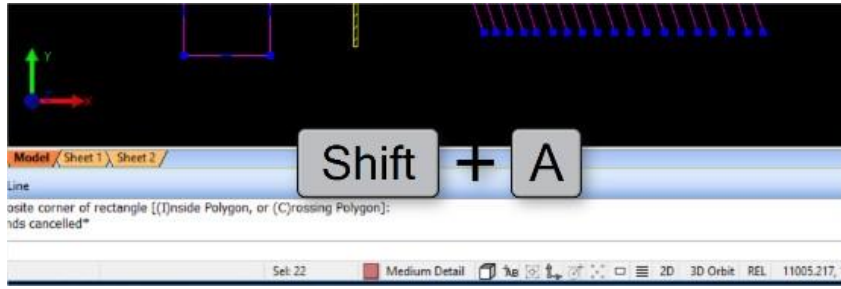 Y
X
Model / Sheet 1 \ Sheet 2 /
Shift + A
Line
osite corner of rectangle [(I)nside Polygon, or (C)rossing Polygon]:
nds cancelled*
Sel: 22 Medium Detail AB 2D 3D Orbit REL 11005.217,